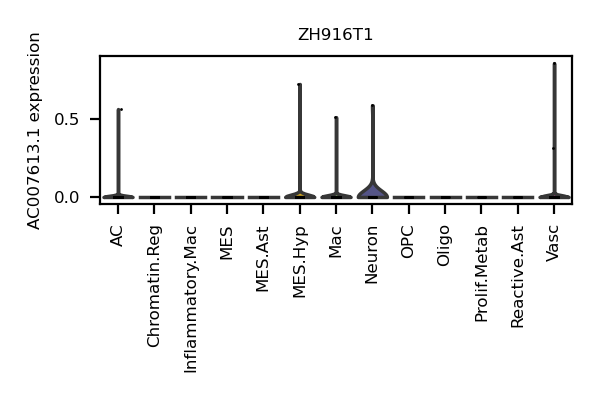 ZH916T1
AC007613.1 expression
0.5
0.0
AC
Chromatin.Reg
Inflammatory.Mac
MES
MES.Ast
MES.Hyp
Mac
Neuron
OPC
Oligo
Prolif.Metab
Reactive.Ast
Vasc